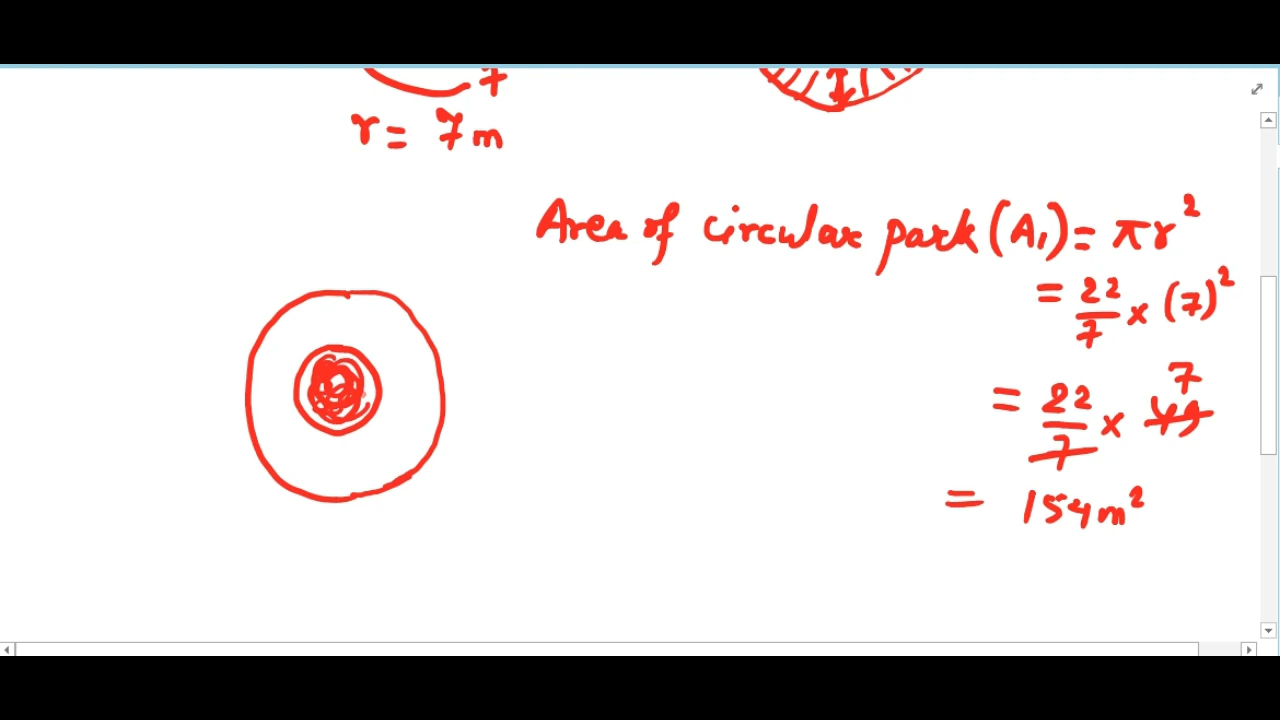 7
r = 7m
Area of circular park (A₁) = πr²
= 22/7 × (7)²
= 22/7 × 49 7
= 154m²